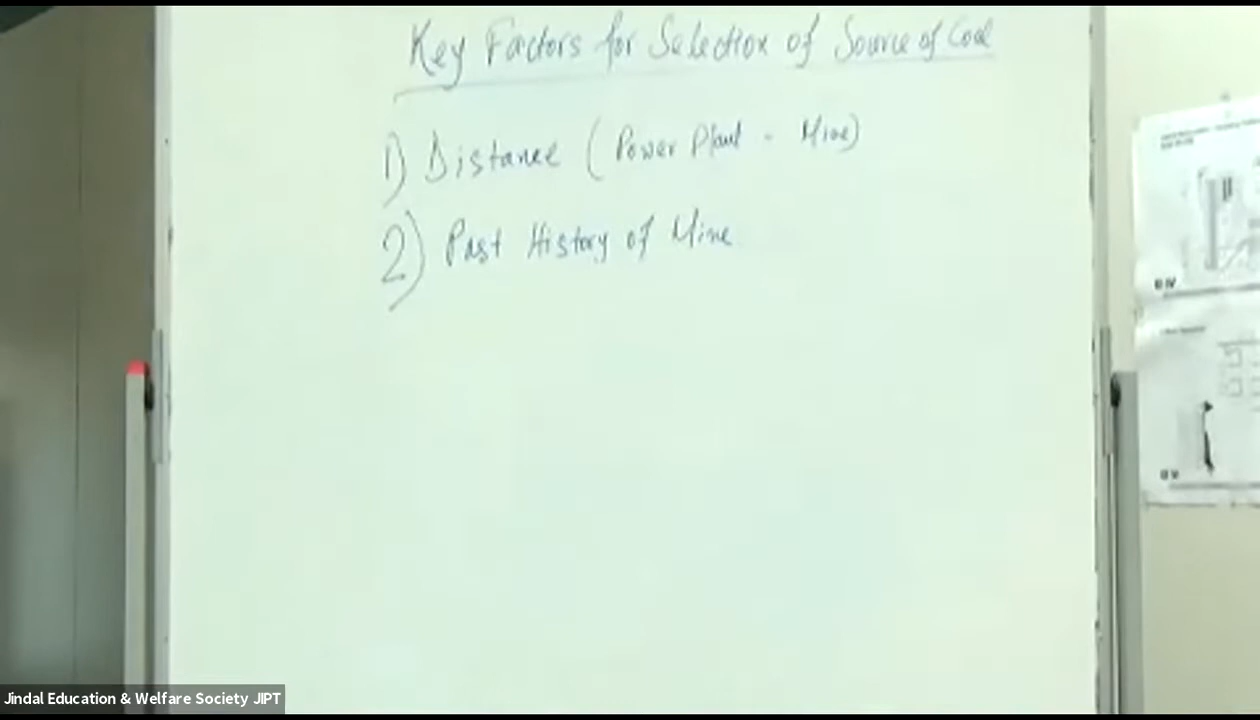 Key Factors for Selection of Source of Coal
1) Distance (Power Plant - Mine)
2) Past History of Mine
Jindal Education & Welfare Society JIPT